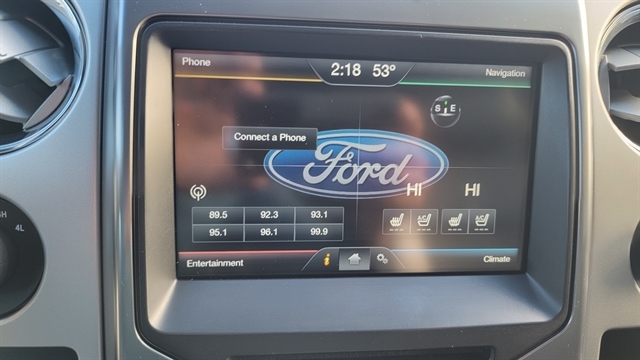 Phone
2:18 53°
Navigation
S E
Connect a Phone
Ford
HI HI
89.5 92.3 93.1
95.1 96.1 99.9
Entertainment
i
Climate
4L